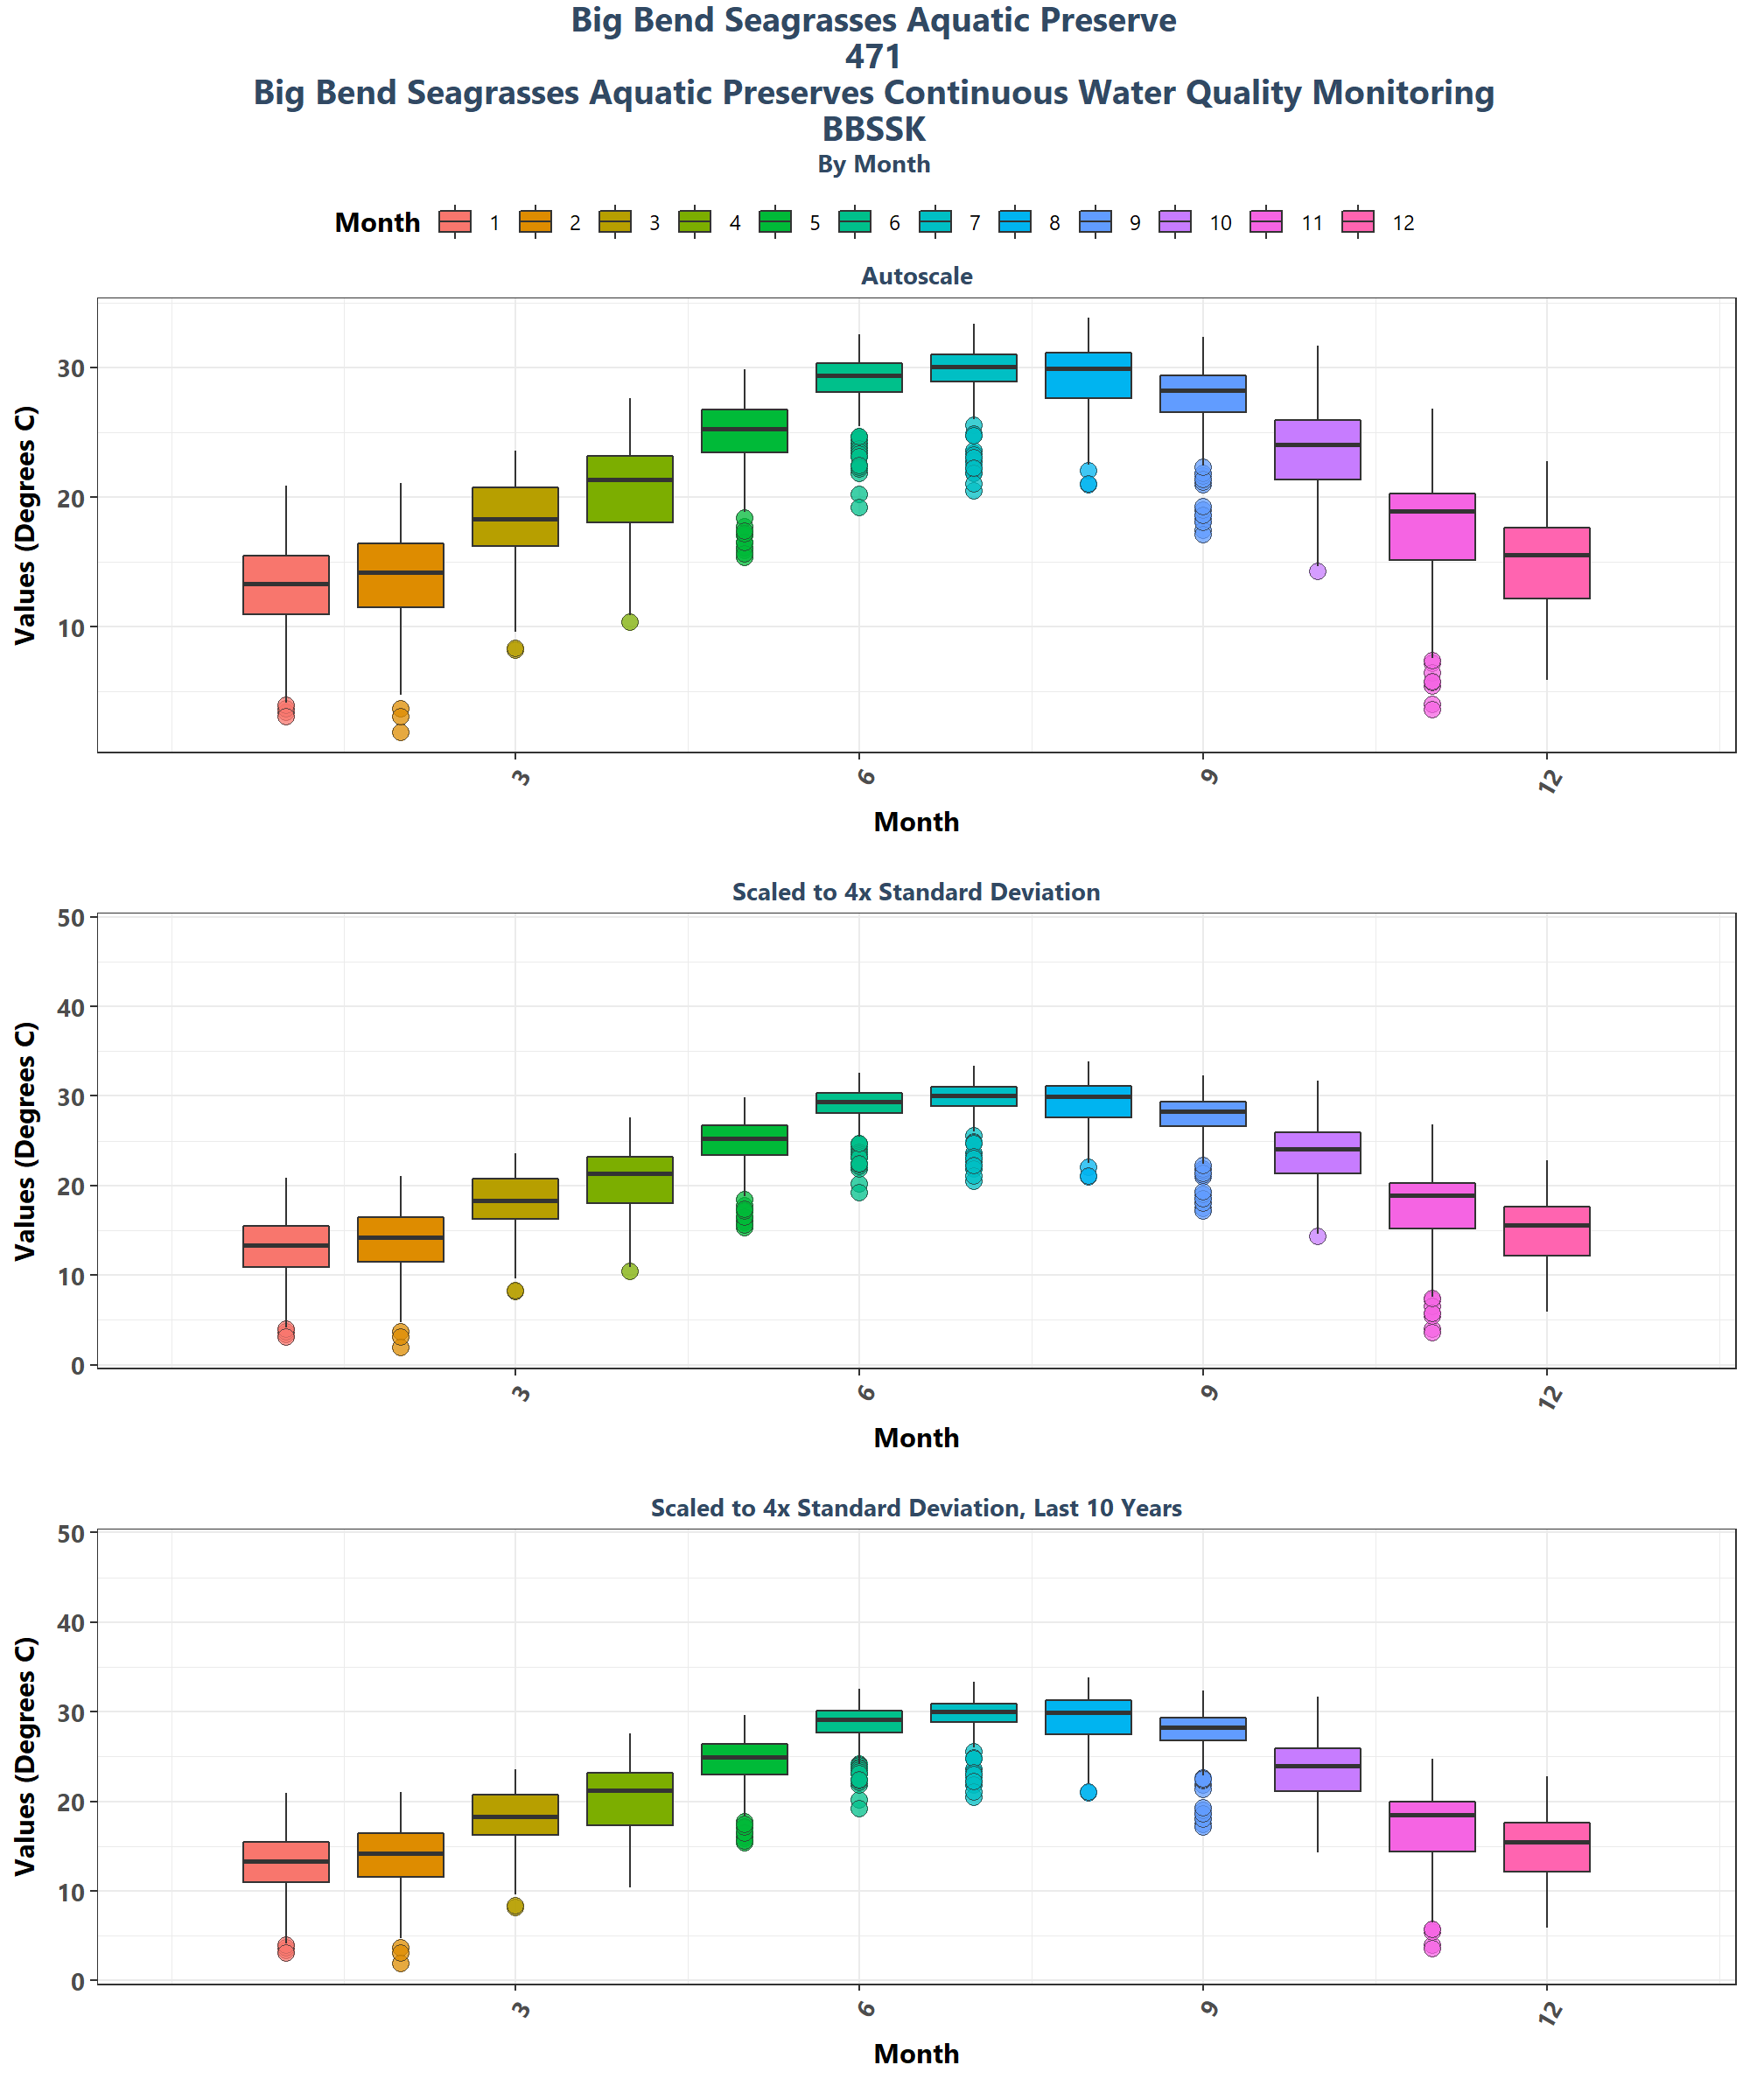 Big Bend Seagrasses Aquatic Preserve
471
Big Bend Seagrasses Aquatic Preserves Continuous Water Quality Monitoring
BBSSK
By Month
Month 1 2 3 4 5 6 7 8 9 10 11 12
Autoscale
Values (Degrees C)
30
20
10
3 6 9 12
Month
Scaled to 4x Standard Deviation
Values (Degrees C)
50
40
30
20
10
0
3 6 9 12
Month
Scaled to 4x Standard Deviation, Last 10 Years
Values (Degrees C)
50
40
30
20
10
0
3 6 9 12
Month